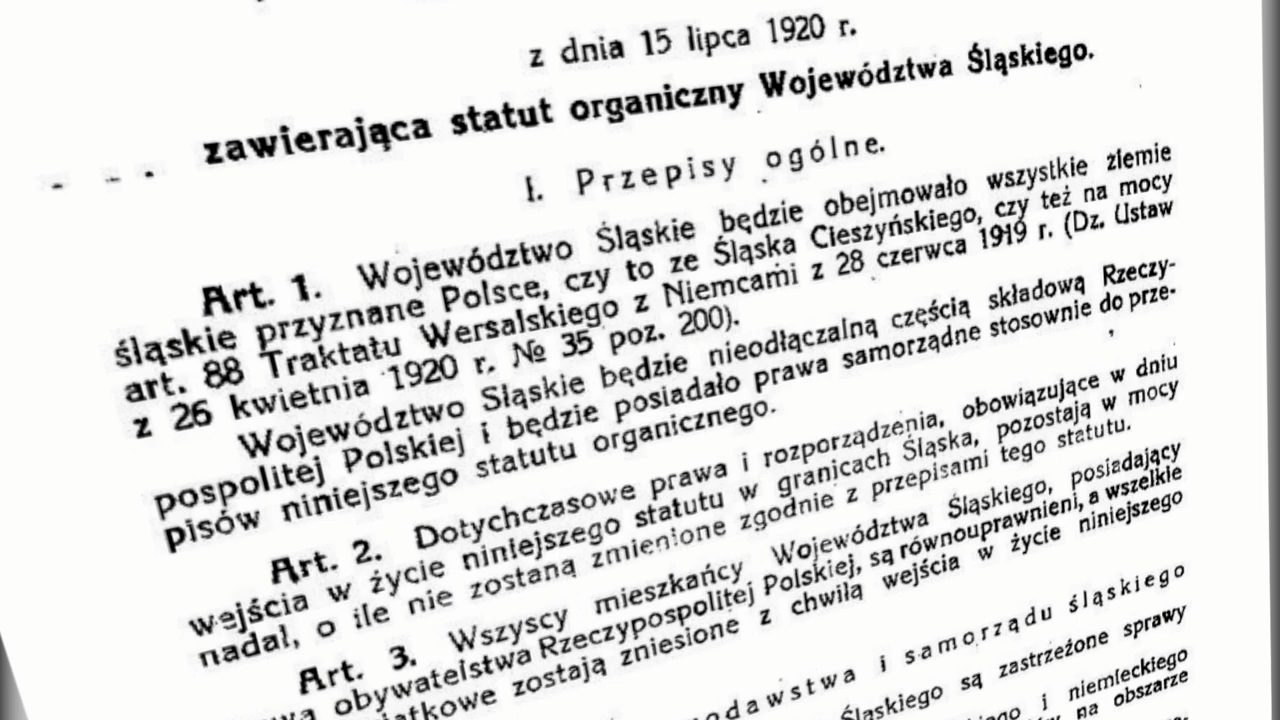 z dnia 15 lipca 1920 r.
zawierająca statut organiczny Województwa Śląskiego.
I. Przepisy ogólne.
Art. 1. Województwo Śląskie będzie obejmowało wszystkie ziemie
śląskie przyznane Polsce, czy to ze Śląska Cieszyńskiego, czy też na mocy
art. 88 Traktatu Wersalskiego z Niemcami z 28 czerwca 1919 r. (Dz. Ustaw
z 26 kwietnia 1920 r. № 35 poz. 200).
Województwo Śląskie będzie nieodłączalną częścią składową Rzeczy-
pospolitej Polskiej i będzie posiadało prawa samorządne stosownie do prze-
pisów niniejszego statutu organicznego.
Art. 2. Dotychczasowe prawa i rozporządzenia, obowiązujące w dniu
wejścia w życie niniejszego statutu w granicach Śląska, pozostają w mocy
nadal, o ile nie zostaną zmienione zgodnie z przepisami tego statutu.
Art. 3. Wszyscy mieszkańcy Województwa Śląskiego, posiadający
obywatelstwa Rzeczypospolitej Polskiej, są równouprawnieni, a wszelkie
zostają zniesione z chwilą wejścia w życie niniejszego
i samorządu śląskiego
Śląskiego są zastrzeżone sprawy
i niemieckiego
na obszarze